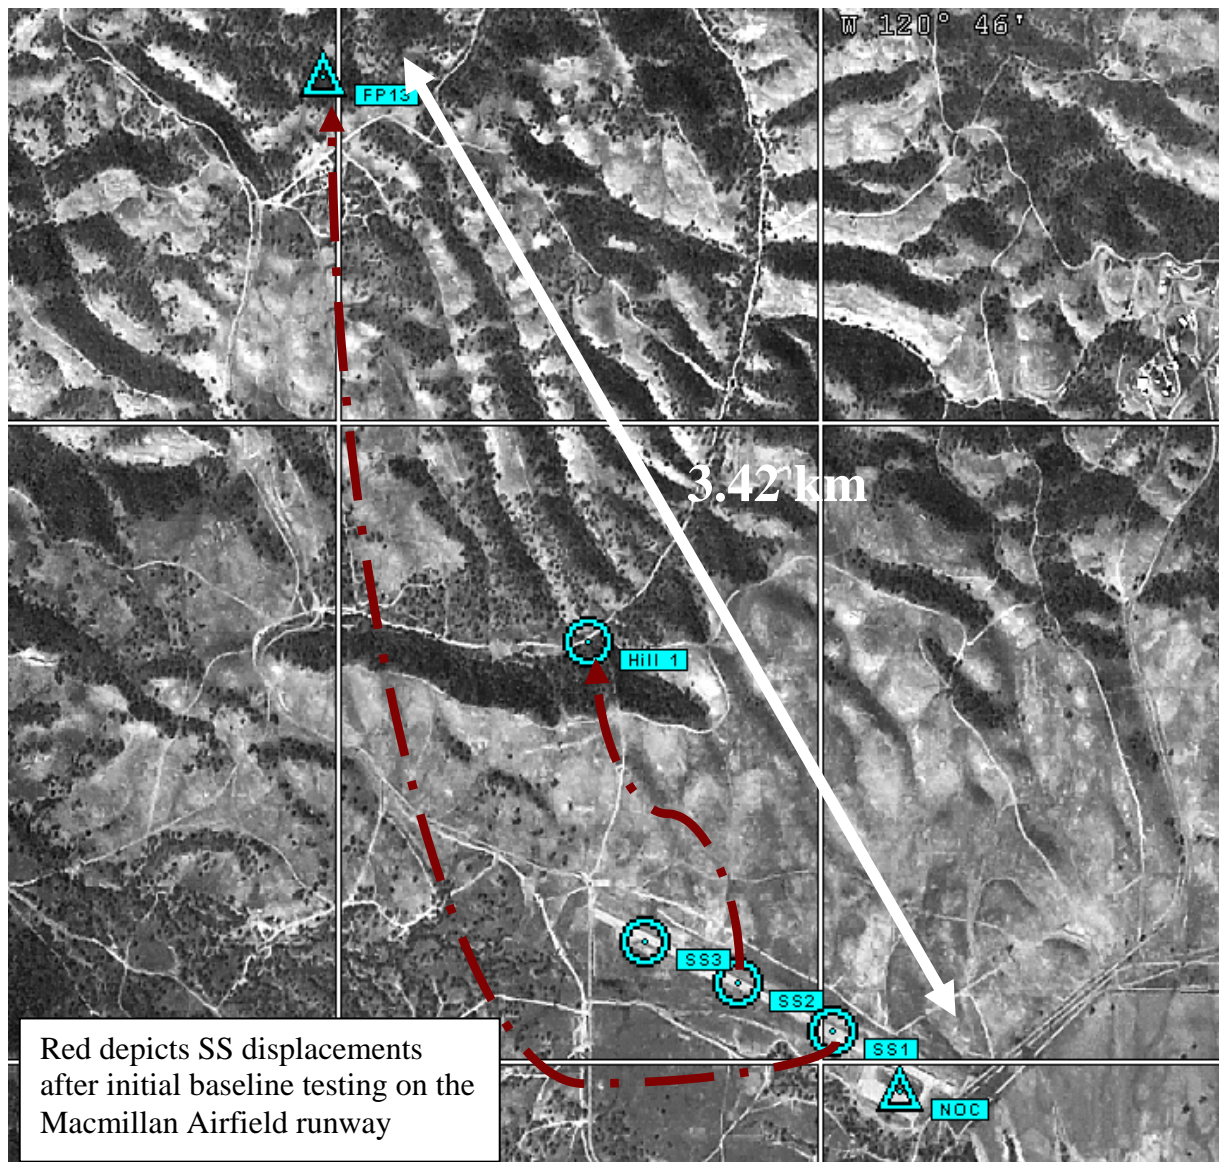 W 120° 46'
FP13
3.42 km
Hill 1
SS3
SS2
SS1
NOC
Red depicts SS displacements
after initial baseline testing on the
Macmillan Airfield runway